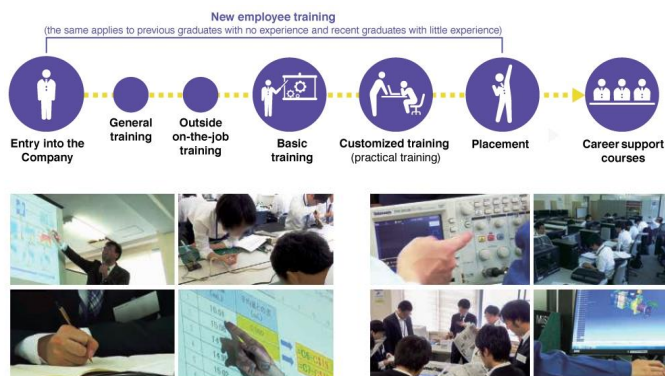 New employee training
(the same applies to previous graduates with no experience and recent graduates with little experience)
Entry into the
Company
General
training
Outside
on-the-job
training
Basic
training
Customized training
(practical training)
Placement
Career support
courses